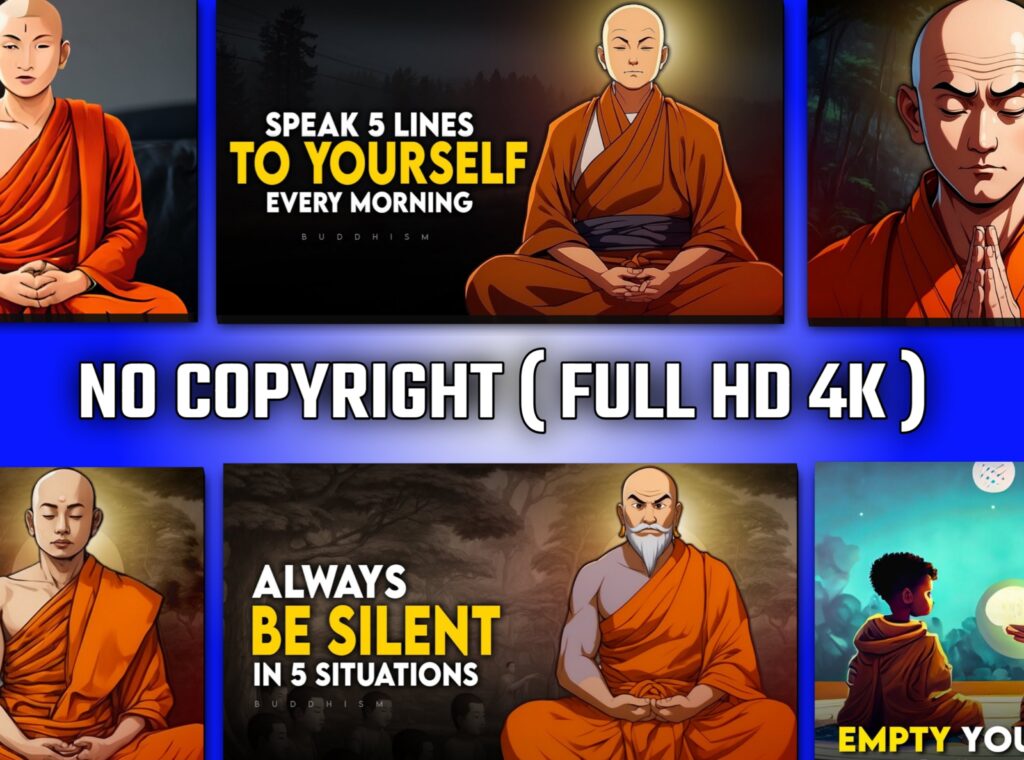 SPEAK 5 LINES
TO YOURSELF
EVERY MORNING
BUDDHISM
NO COPYRIGHT ( FULL HD 4K )
ALWAYS
BE SILENT
IN 5 SITUATIONS
BUDDHISM
EMPTY YOU